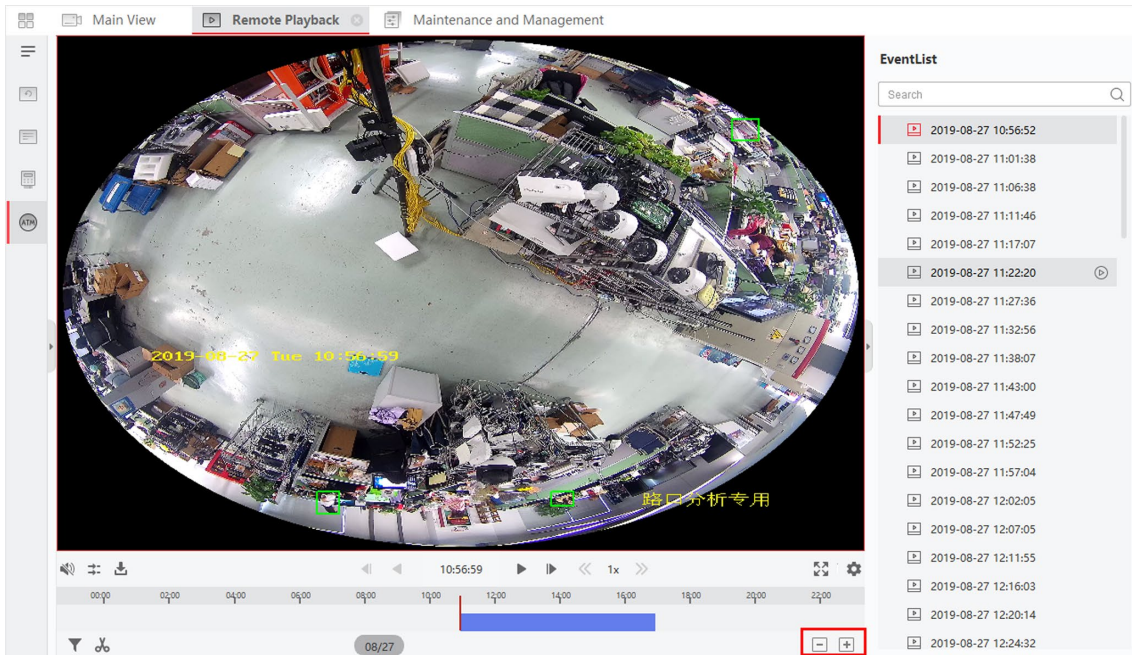 Main View
Remote Playback
Maintenance and Management
EventList
Search
2019-08-27 10:56:52
2019-08-27 11:01:38
2019-08-27 11:06:38
2019-08-27 11:11:46
2019-08-27 11:17:07
2019-08-27 11:22:20
2019-08-27 11:27:36
2019-08-27 11:32:56
2019-08-27 11:38:07
2019-08-27 11:43:00
2019-08-27 11:47:49
2019-08-27 11:52:25
2019-08-27 11:57:04
2019-08-27 12:02:05
2019-08-27 12:07:05
2019-08-27 12:11:55
2019-08-27 12:16:03
2019-08-27 12:20:14
2019-08-27 12:24:32
ATM
2019-08-27 Tue 10:56:59
路口分析专用
10:56:59
1x
00:00 02:00 04:00 06:00 08:00 10:00 12:00 14:00 16:00 18:00 20:00 22:00
08/27